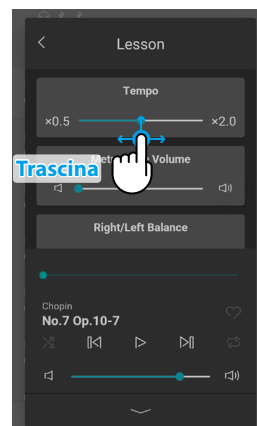 Lesson
Tempo
×0.5 ×2.0
Trascina
Volume
Right/Left Balance
Chopin
No.7 Op.10-7